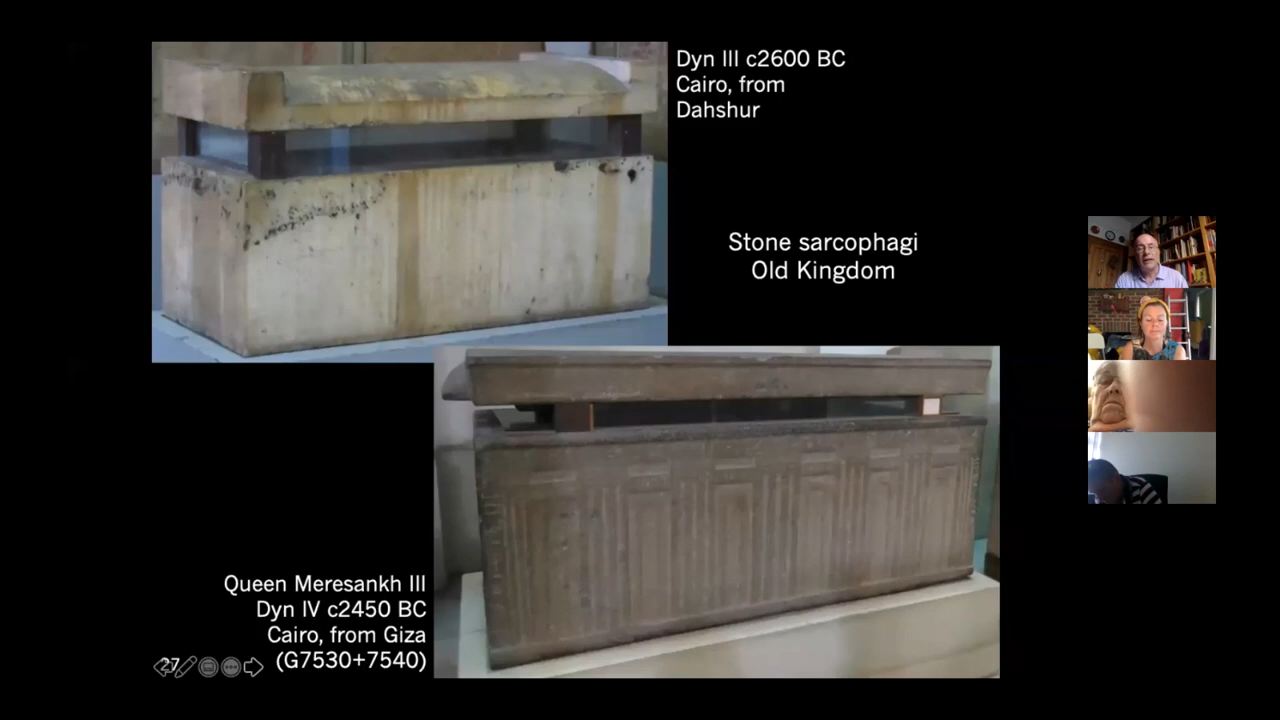 Dyn III c2600 BC
Cairo, from
Dahshur
Stone sarcophagi
Old Kingdom
Queen Meresankh III
Dyn IV c2450 BC
Cairo, from Giza
(G7530+7540)
27